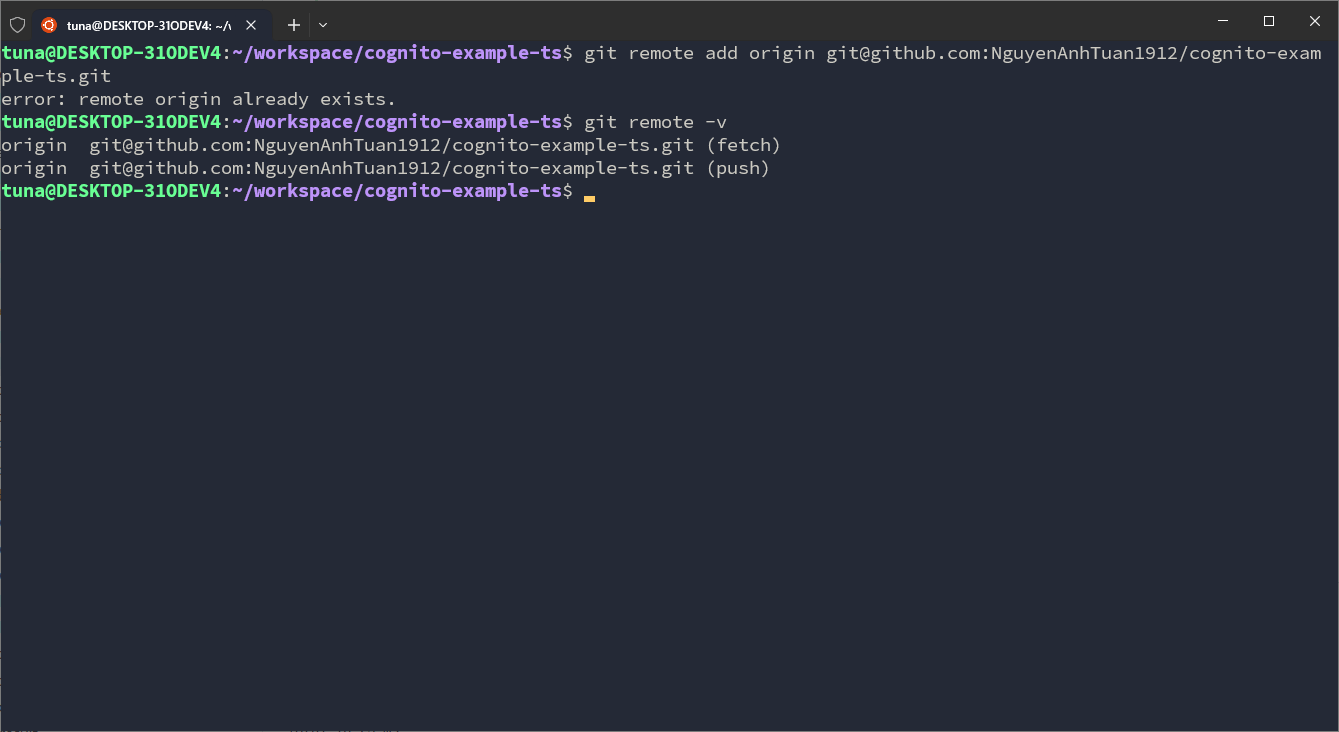 tuna@DESKTOP-31ODEV4: ~/v
tuna@DESKTOP-31ODEV4:~/workspace/cognito-example-ts$ git remote add origin git@github.com:NguyenAnhTuan1912/cognito-exam
ple-ts.git
error: remote origin already exists.
tuna@DESKTOP-31ODEV4:~/workspace/cognito-example-ts$ git remote -v
origin  git@github.com:NguyenAnhTuan1912/cognito-example-ts.git (fetch)
origin  git@github.com:NguyenAnhTuan1912/cognito-example-ts.git (push)
tuna@DESKTOP-31ODEV4:~/workspace/cognito-example-ts$